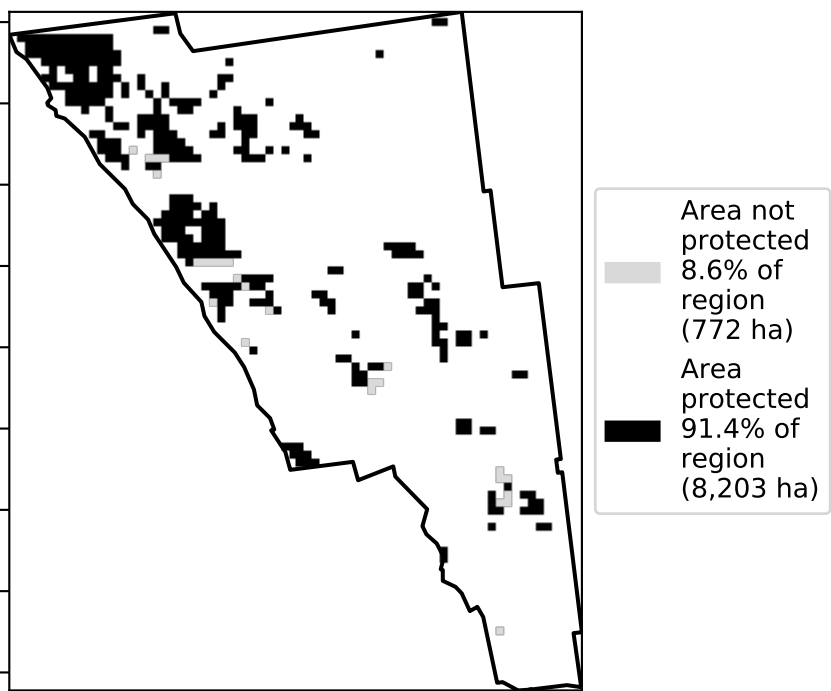 Area not
protected
8.6% of
region
(772 ha)
Area
protected
91.4% of
region
(8,203 ha)